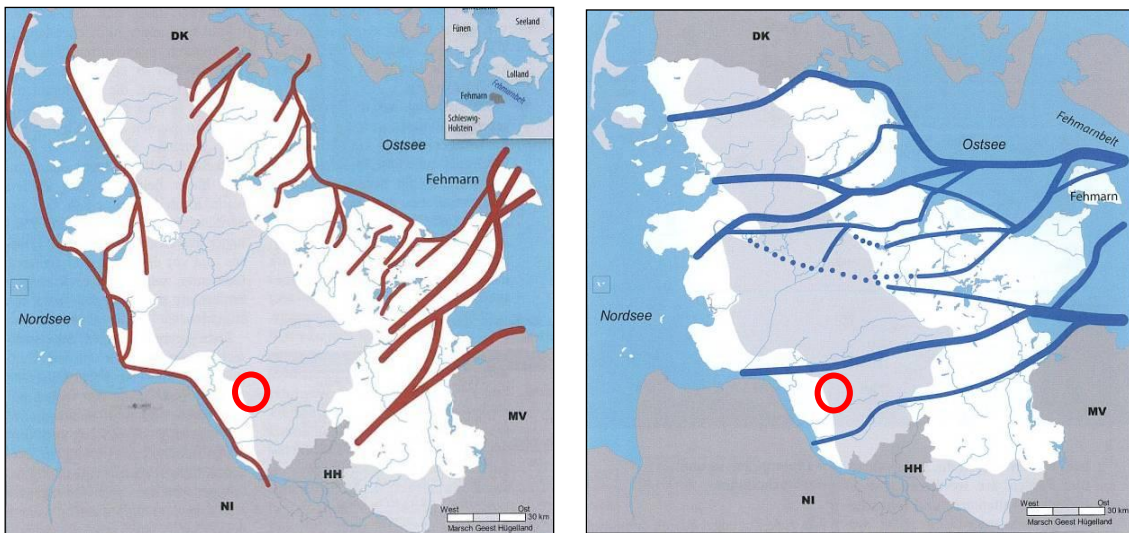 DK
Fünen
Seeland
Lolland
Fehmarnbelt
Fehmarn
Schleswig-
Holstein
Ostsee
Fehmarn
Nordsee
MV
HH
NI
West
Ost
30 km
Marsch Geest Hügelland
DK
Fehmarnbelt
Ostsee
Fehmarn
Nordsee
MV
HH
NI
West
Ost
30 km
Marsch Geest Hügelland